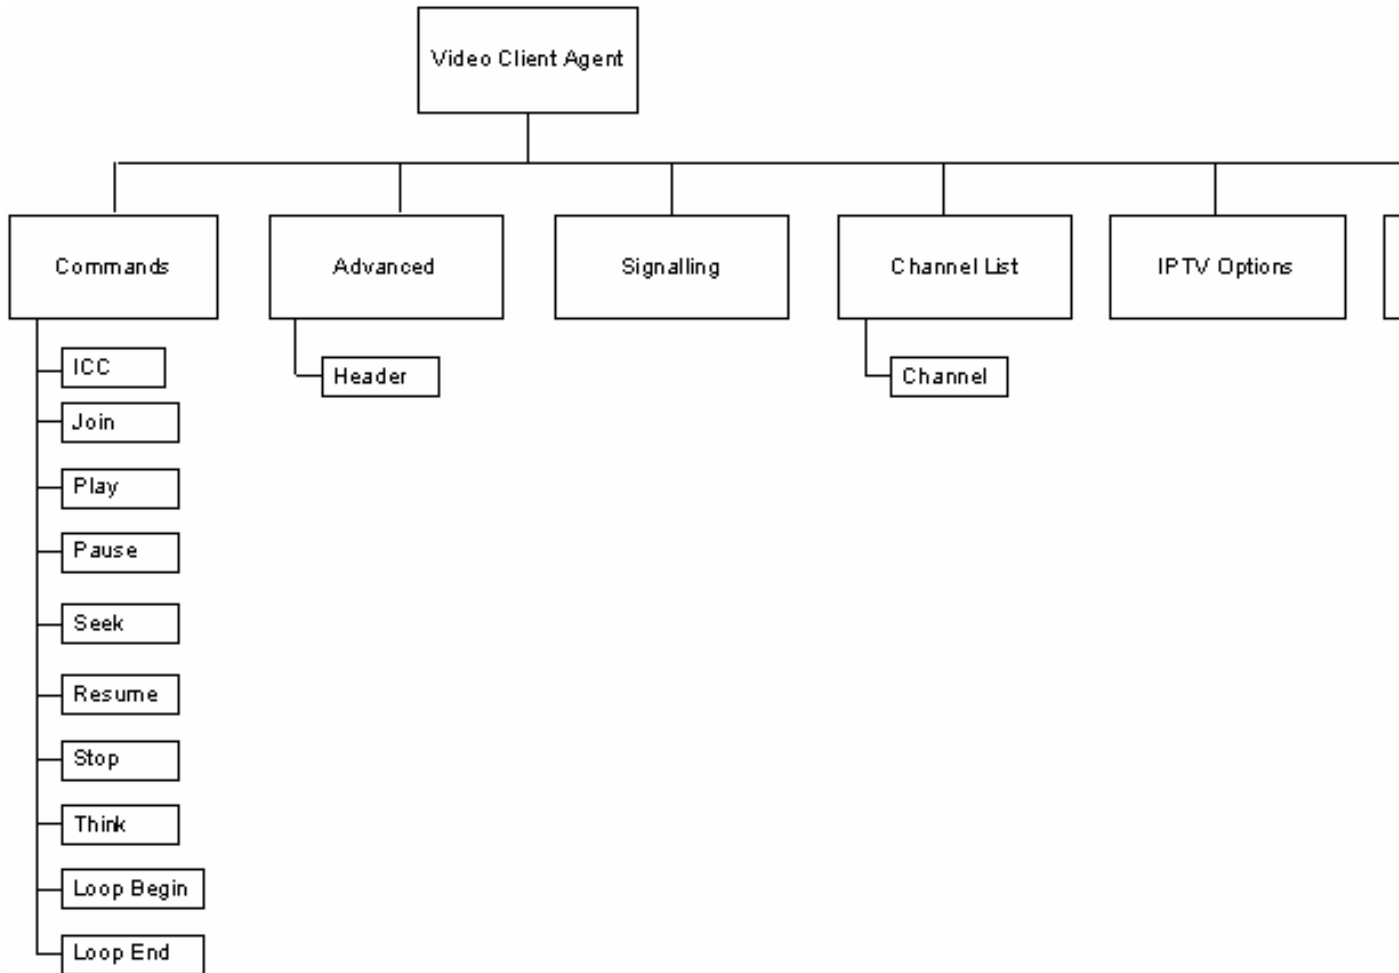 Video Client Agent
Commands
Advanced
Signalling
Channel List
IPTV Options
ICC
Join
Play
Pause
Seek
Resume
Stop
Think
Loop Begin
Loop End
Header
Channel